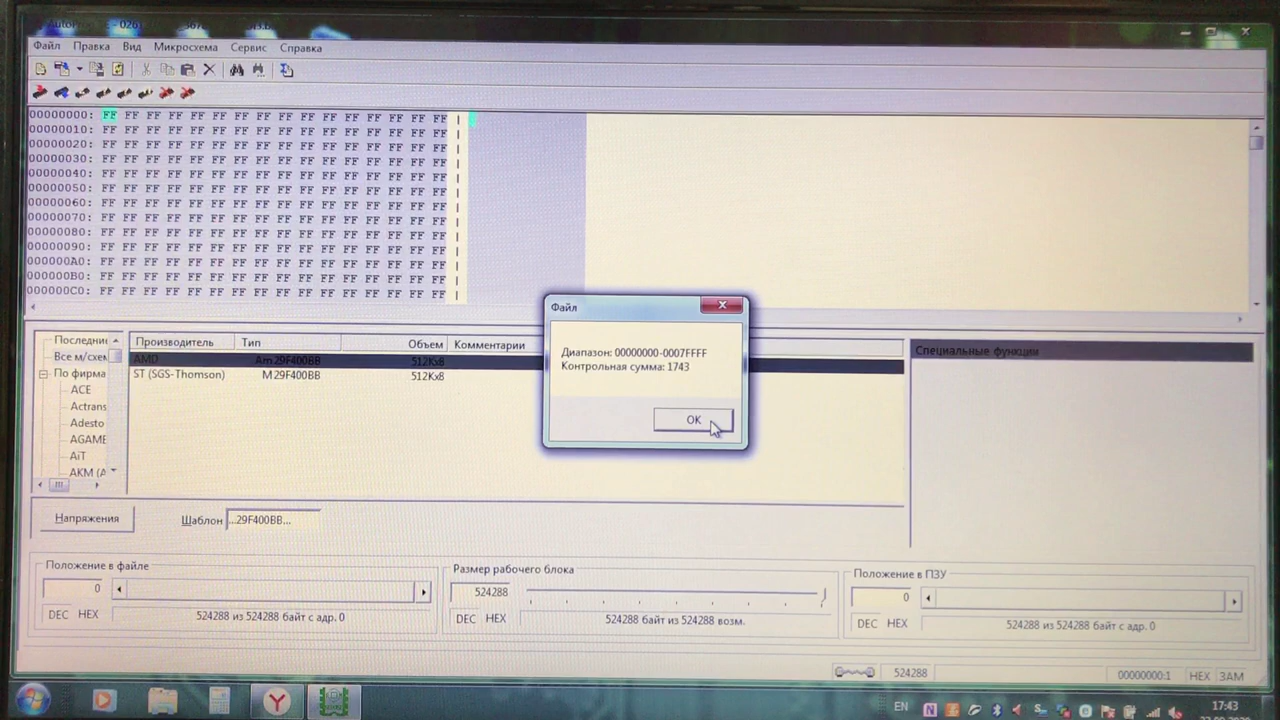 Файл Правка Вид Микросхема Сервис Справка
00000000: FF FF FF FF FF FF FF FF FF FF FF FF FF FF FF FF
00000010: FF FF FF FF FF FF FF FF FF FF FF FF FF FF FF FF
00000020: FF FF FF FF FF FF FF FF FF FF FF FF FF FF FF FF
00000030: FF FF FF FF FF FF FF FF FF FF FF FF FF FF FF FF
00000040: FF FF FF FF FF FF FF FF FF FF FF FF FF FF FF FF
00000050: FF FF FF FF FF FF FF FF FF FF FF FF FF FF FF FF
00000060: FF FF FF FF FF FF FF FF FF FF FF FF FF FF FF FF
00000070: FF FF FF FF FF FF FF FF FF FF FF FF FF FF FF FF
00000080: FF FF FF FF FF FF FF FF FF FF FF FF FF FF FF FF
00000090: FF FF FF FF FF FF FF FF FF FF FF FF FF FF FF FF
000000A0: FF FF FF FF FF FF FF FF FF FF FF FF FF FF FF FF
000000B0: FF FF FF FF FF FF FF FF FF FF FF FF FF FF FF FF
000000C0: FF FF FF FF FF FF FF FF FF FF FF FF FF FF FF FF
Файл
Диапазон: 00000000-0007FFFF
Контрольная сумма: 1743
OK
Последни
Все м/схем
По фирма
ACE
Actrans
Adesto
AGAME
AiT
AKM (A
Производитель Тип Объем Комментарии
AMD Am29F400BB 512Kx8
ST (SGS-Thomson) M29F400BB 512Kx8
Специальные функции
Напряжения Шаблон ...29F400BB...
Положение в файле
0
DEC HEX 524288 из 524288 байт с адр. 0
Размер рабочего блока
524288
DEC HEX 524288 байт из 524288 возм.
Положение в ПЗУ
0
DEC HEX 524288 из 524288 байт с адр. 0
524288 00000000:1 HEX ЗАМ
EN 17:43